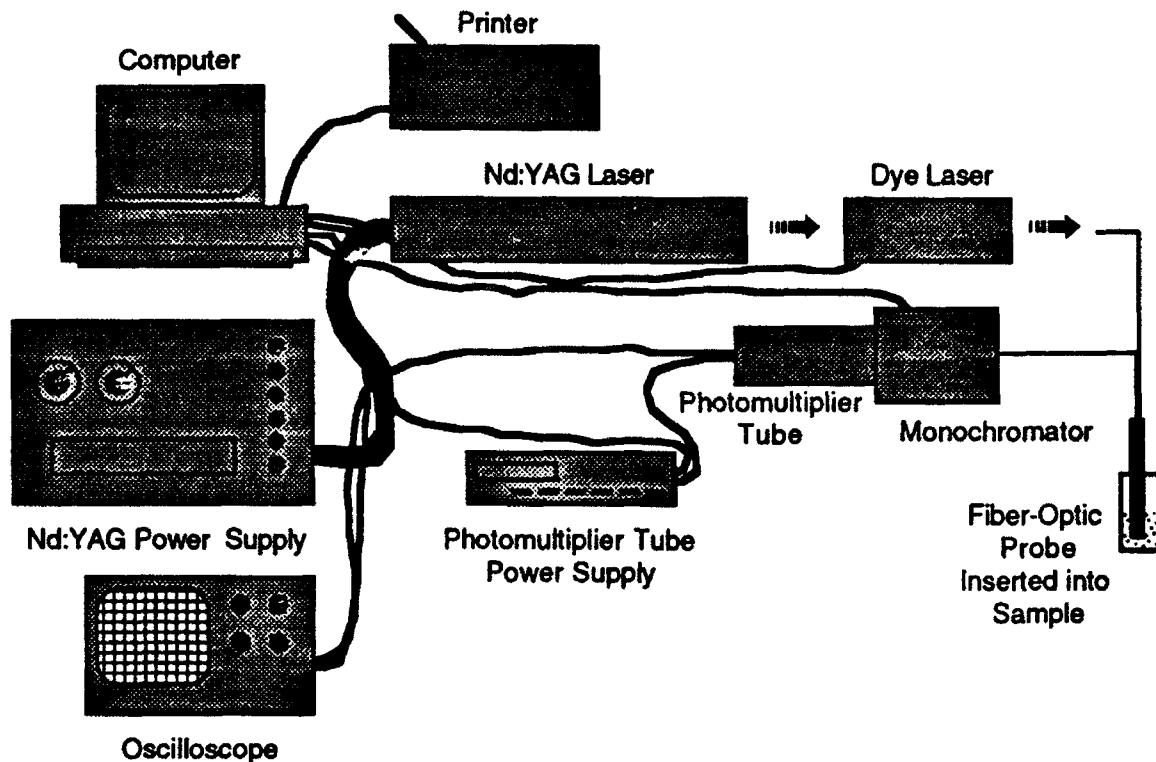 Printer
Computer
Nd:YAG Laser
Dye Laser
Photomultiplier
Tube
Monochromator
Nd:YAG Power Supply
Photomultiplier Tube
Power Supply
Fiber-Optic
Probe
Inserted into
Sample
Oscilloscope